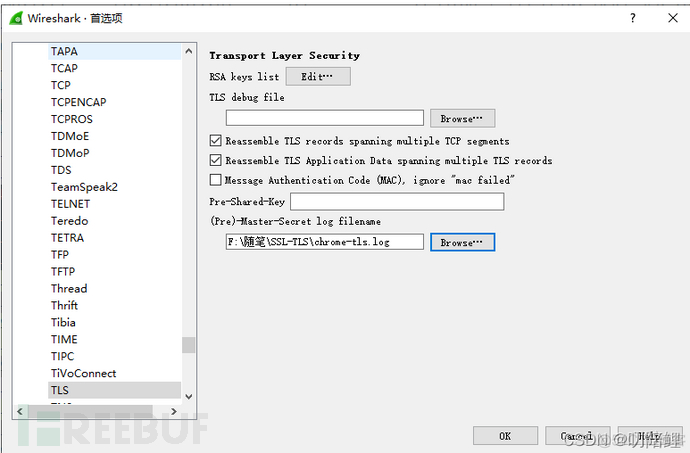 Wireshark · 首选项
TAPA
TCAP
TCP
TCPENCAP
TCPROS
TDMoE
TDMoP
TDS
TeamSpeak2
TELNET
Teredo
TETRA
TFP
TFTP
Thread
Thrift
Tibia
TIME
TIPC
TiVoConnect
TLS
Transport Layer Security
RSA keys list Edit…
TLS debug file
Browse…
Reassemble TLS records spanning multiple TCP segments
Reassemble TLS Application Data spanning multiple TLS records
Message Authentication Code (MAC), ignore "mac failed"
Pre-Shared-Key
(Pre)-Master-Secret log filename
F:\随笔\SSL-TLS\chrome-tls.log Browse…
OK Cancel Help
FREEBUF
CSDN @叨陪鲤